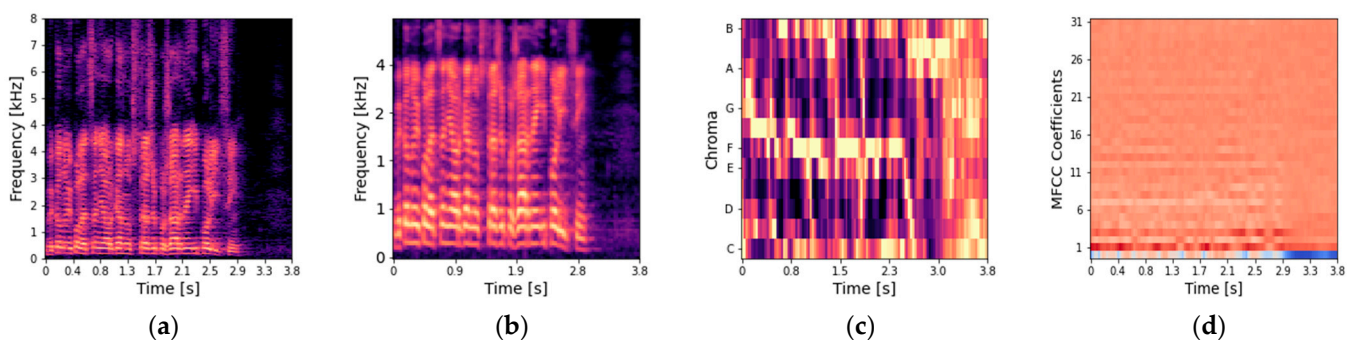 8
7
6
5
4
3
2
1
0
Frequency [kHz]
0 0.4 0.8 1.3 1.7 2.1 2.5 2.9 3.3 3.8
Time [s]
(a)
4
2
1
1
0
Frequency [kHz]
0 0.9 1.9 2.8 3.8
Time [s]
(b)
B
A
G
F
E
D
C
Chroma
0 0.8 1.5 2.3 3.0 3.8
Time [s]
(c)
31
26
21
16
11
6
1
MFCC Coefficients
0 0.4 0.8 1.3 1.7 2.1 2.5 2.9 3.3 3.8
Time [s]
(d)